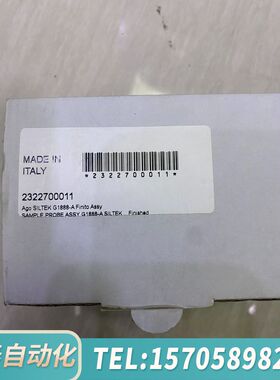 MADE IN
ITALY
*2322700011*
2322700011
Ago SILTEK G1888-A Finito Assy
SAMPLE PROBE ASSY G1888-A SILTEK Finished
自动化
TEL:1570589982